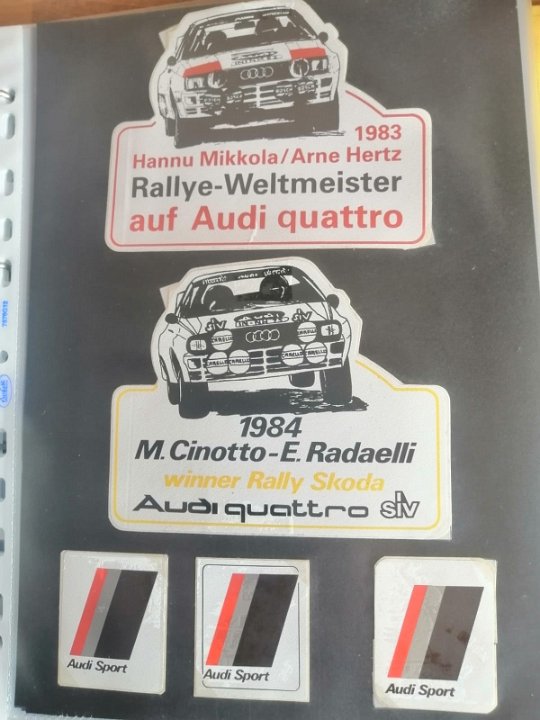 1983
Hannu Mikkola/Arne Hertz
Rallye-Weltmeister
auf Audi quattro
Audi
1984
M. Cinotto-E. Radaelli
winner Rally Skoda
Audi quattro slv
Audi Sport
Audi Sport
Audi Sport